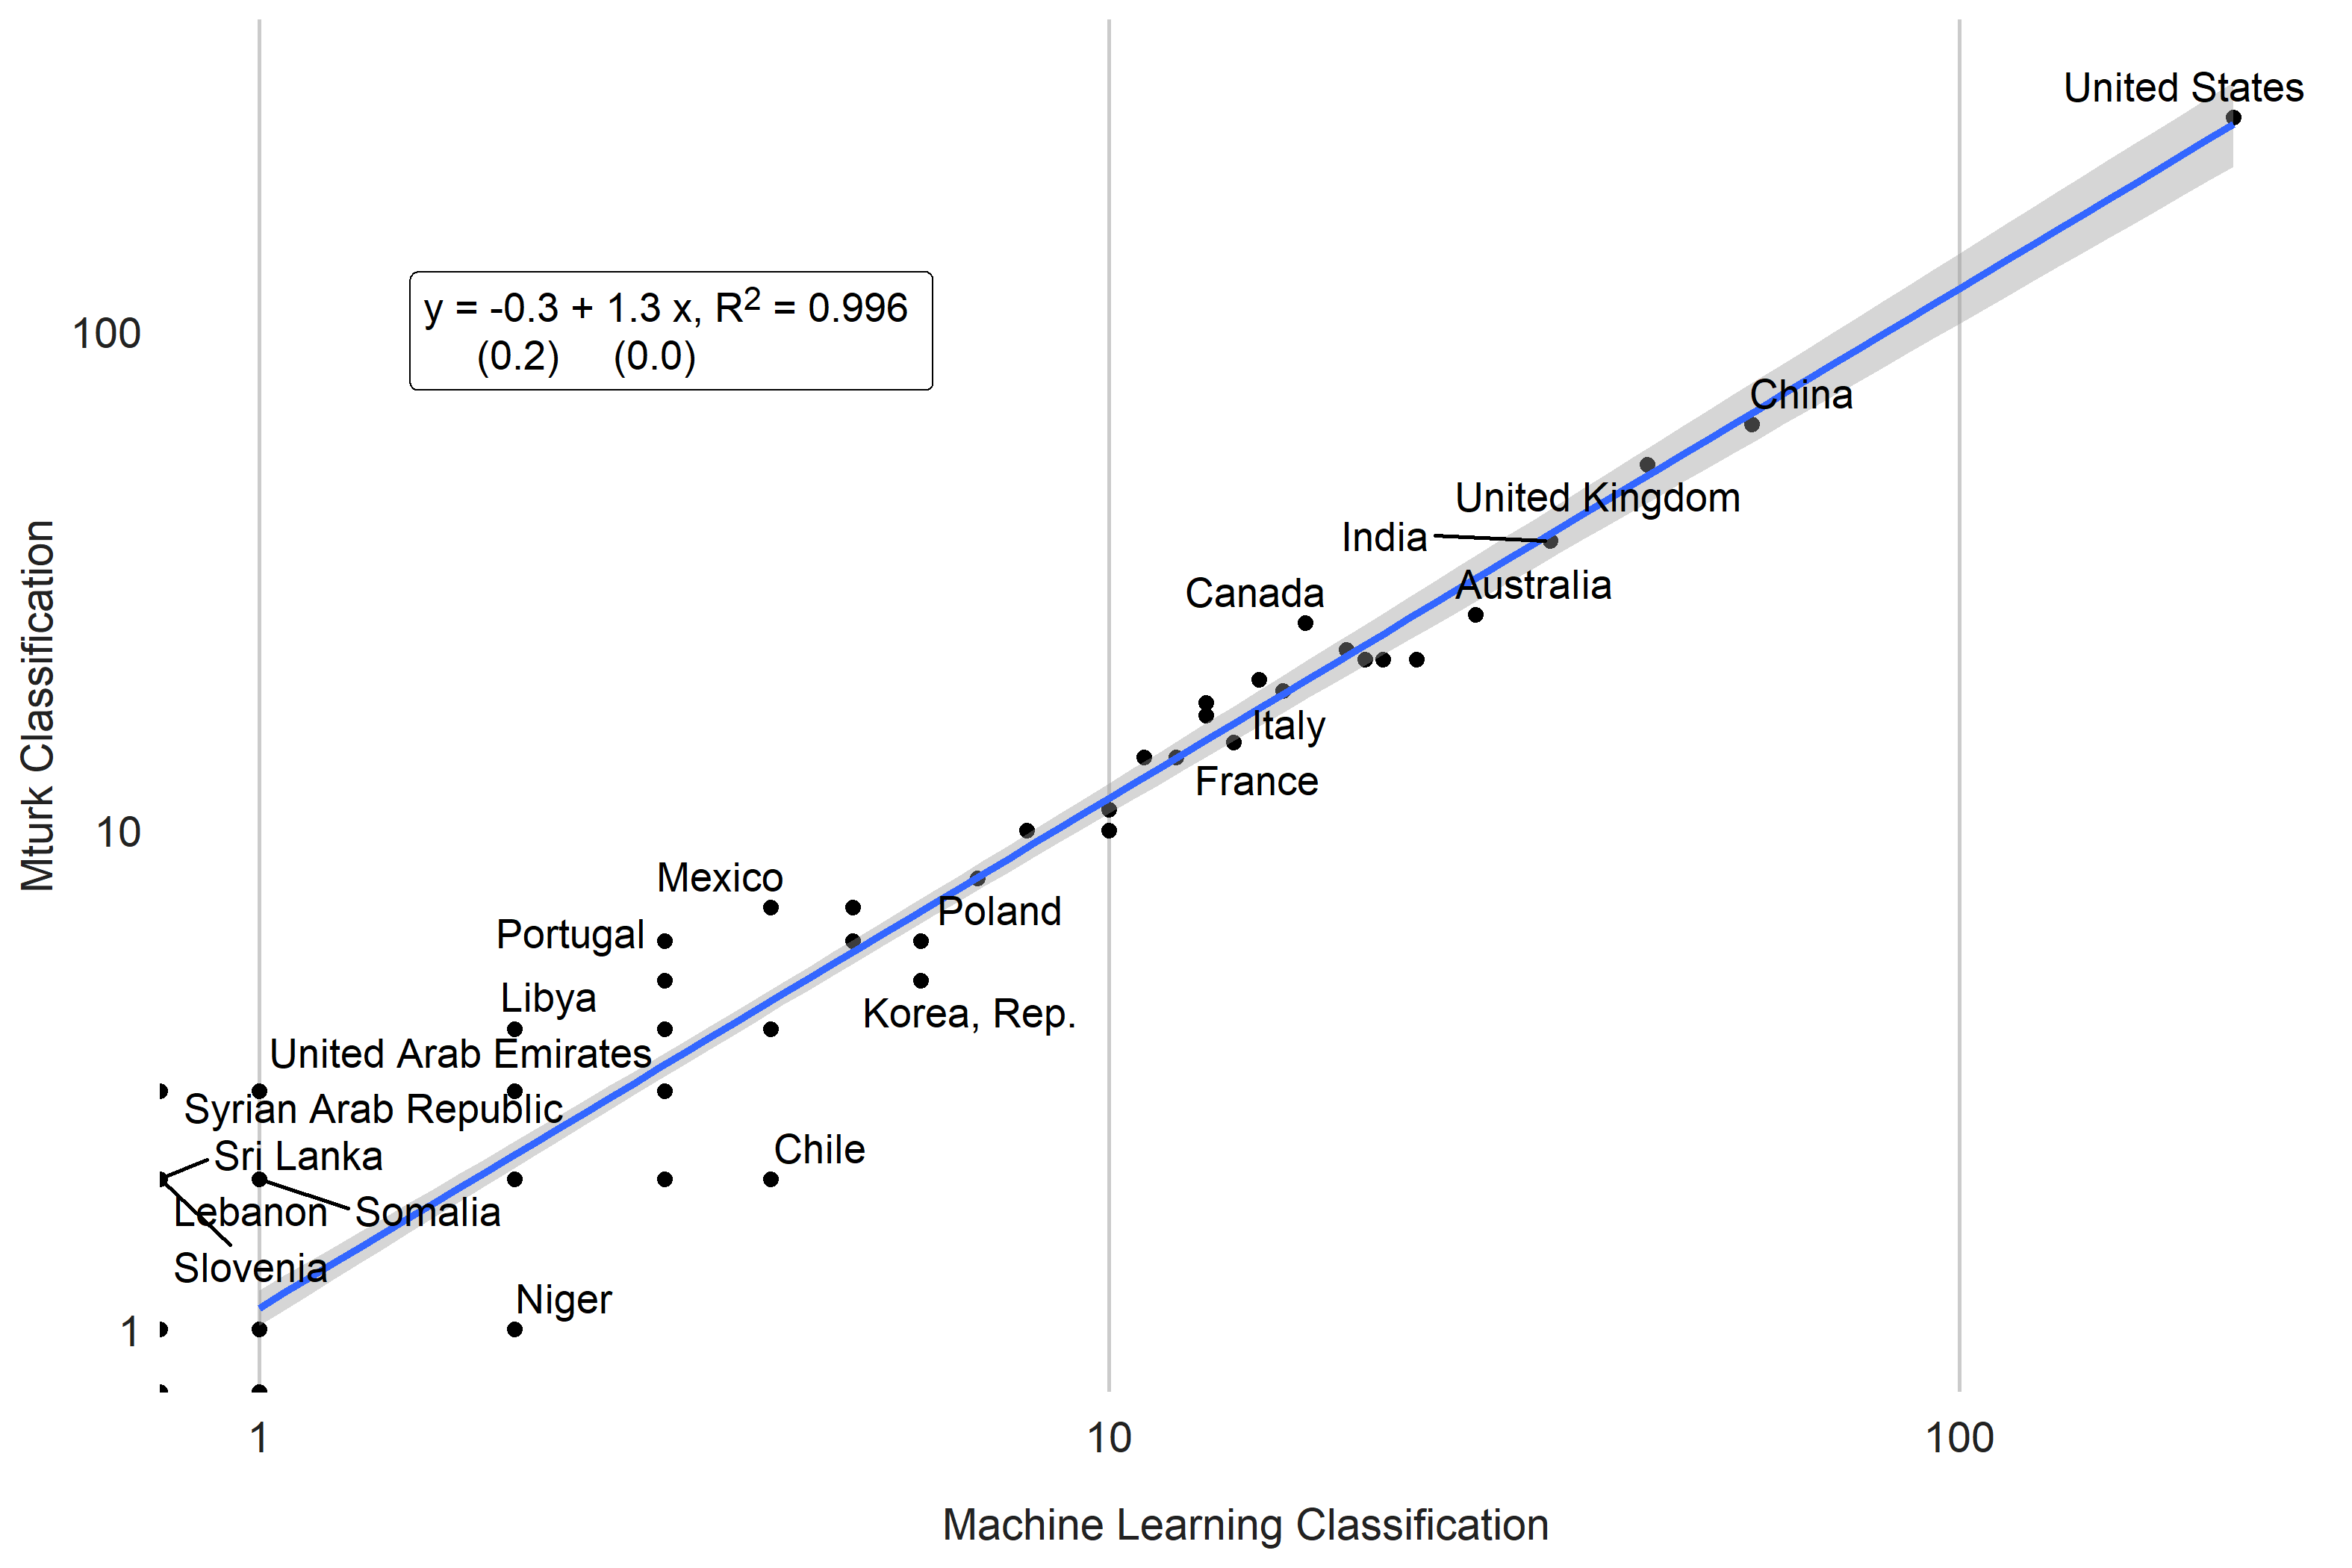 United States
y = -0.3 + 1.3 x, R² = 0.996
(0.2) (0.0)
100
China
United Kingdom
India
Australia
Canada
Italy
France
10
Mexico
Poland
Portugal
Libya
Korea, Rep.
United Arab Emirates
Syrian Arab Republic
Sri Lanka
Chile
Lebanon
Somalia
Slovenia
Niger
1
Mturk Classification
1
10
100
Machine Learning Classification